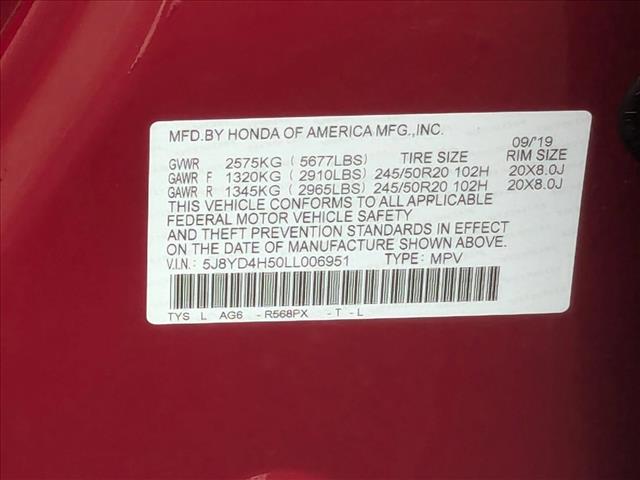 MFD.BY HONDA OF AMERICA MFG.,INC.
09/'19
GVWR 2575KG (5677LBS) TIRE SIZE RIM SIZE
GAWR F 1320KG (2910LBS) 245/50R20 102H 20X8.0J
GAWR R 1345KG (2965LBS) 245/50R20 102H 20X8.0J
THIS VEHICLE CONFORMS TO ALL APPLICABLE
FEDERAL MOTOR VEHICLE SAFETY
AND THEFT PREVENTION STANDARDS IN EFFECT
ON THE DATE OF MANUFACTURE SHOWN ABOVE.
V.I.N.: 5J8YD4H50LL006951 TYPE: MPV
TYS L AG6 -R568PX -T -L